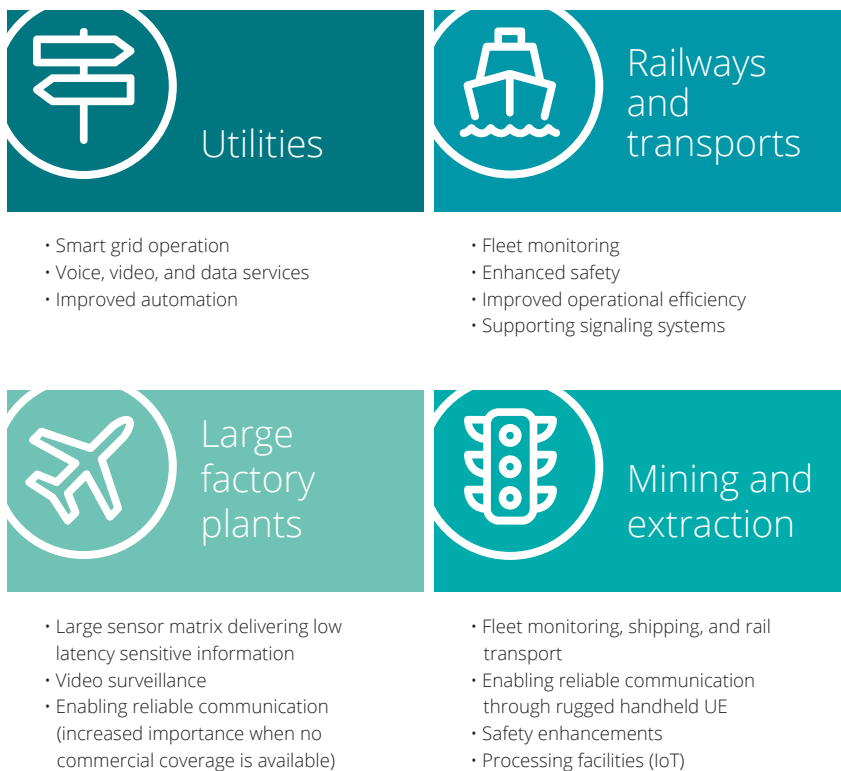 Utilities
• Smart grid operation
• Voice, video, and data services
• Improved automation
Railways
and
transports
• Fleet monitoring
• Enhanced safety
• Improved operational efficiency
• Supporting signaling systems
Large
factory
plants
• Large sensor matrix delivering low
latency sensitive information
• Video surveillance
• Enabling reliable communication
(increased importance when no
commercial coverage is available)
Mining and
extraction
• Fleet monitoring, shipping, and rail
transport
• Enabling reliable communication
through rugged handheld UE
• Safety enhancements
• Processing facilities (IoT)